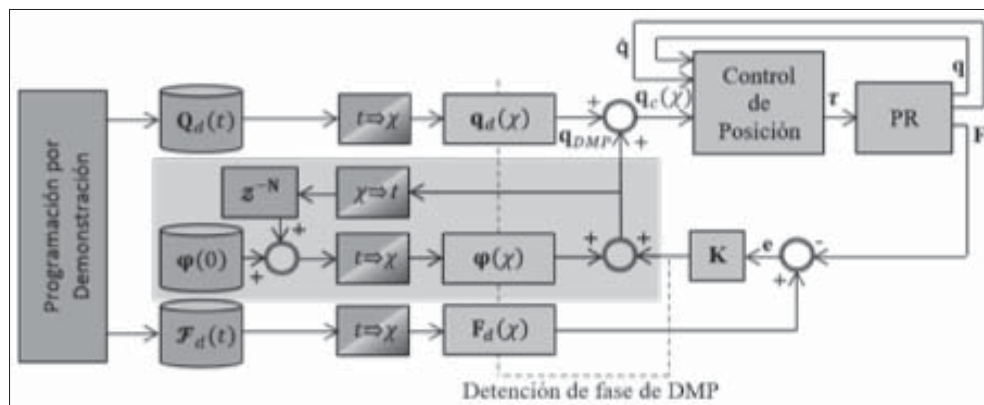 Programación por
Demonstración
𝓠_d(t)
t⇒χ
q_d(χ)
+
q_DMP
+
q_c(χ)
q̇
Control
de
Posición
τ
PR
q
F
z^-N
χ⇒t
+
φ(0)
+
t⇒χ
φ(χ)
+
+
K
e
-
+
𝓕_d(t)
t⇒χ
F_d(χ)
Detención de fase de DMP